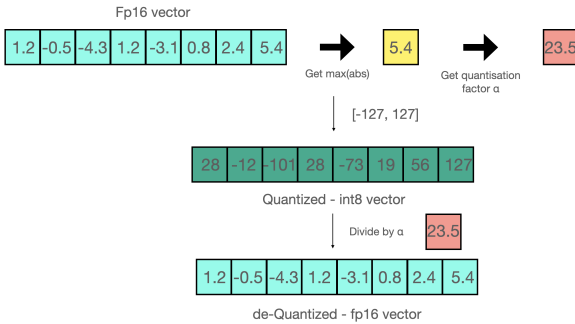 Fp16 vector
1.2 -0.5 -4.3 1.2 -3.1 0.8 2.4 5.4
5.4
23.5
Get max(abs)
Get quantisation
factor α
[-127, 127]
28 -12 -101 28 -73 19 56 127
Quantized - int8 vector
Divide by α
23.5
1.2 -0.5 -4.3 1.2 -3.1 0.8 2.4 5.4
de-Quantized - fp16 vector